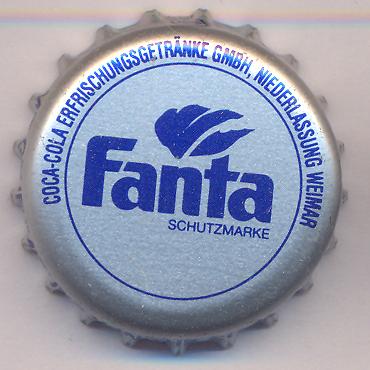 COCA-COLA ERFRISCHUNGSGETRÄNKE GMBH, NIEDERLASSUNG WEIMAR
Fanta
SCHUTZMARKE